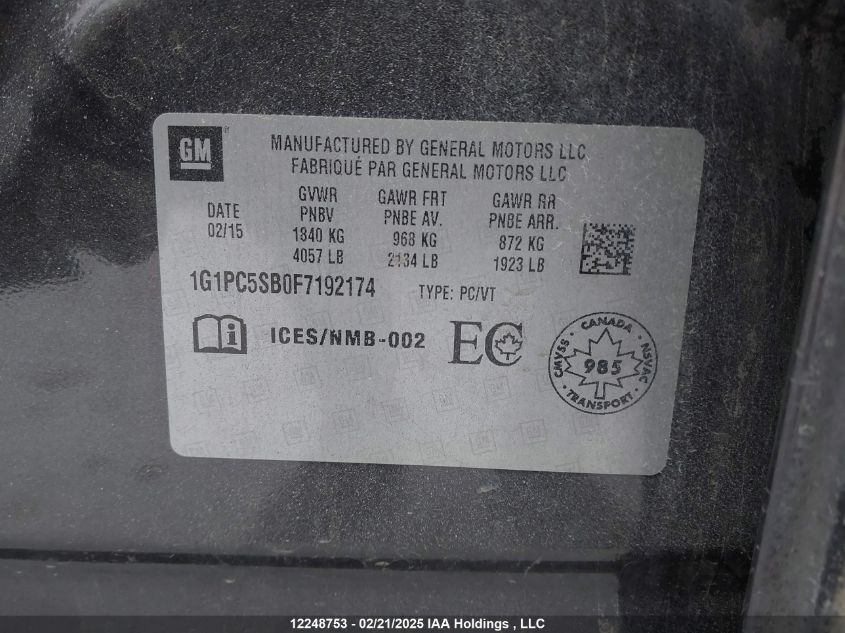 GM
MANUFACTURED BY GENERAL MOTORS LLC
FABRIQUÉ PAR GENERAL MOTORS LLC
DATE
02/15
GVWR
PNBV
1840 KG
4057 LB
GAWR FRT
PNBE AV.
968 KG
2134 LB
GAWR RR
PNBE ARR.
872 KG
1923 LB
1G1PC5SB0F7192174 TYPE: PC/VT
i ICES/NMB-002 EC
CANADA
CMVSS 985 NSVAC
TRANSPORT
12248753 - 02/21/2025 IAA Holdings , LLC